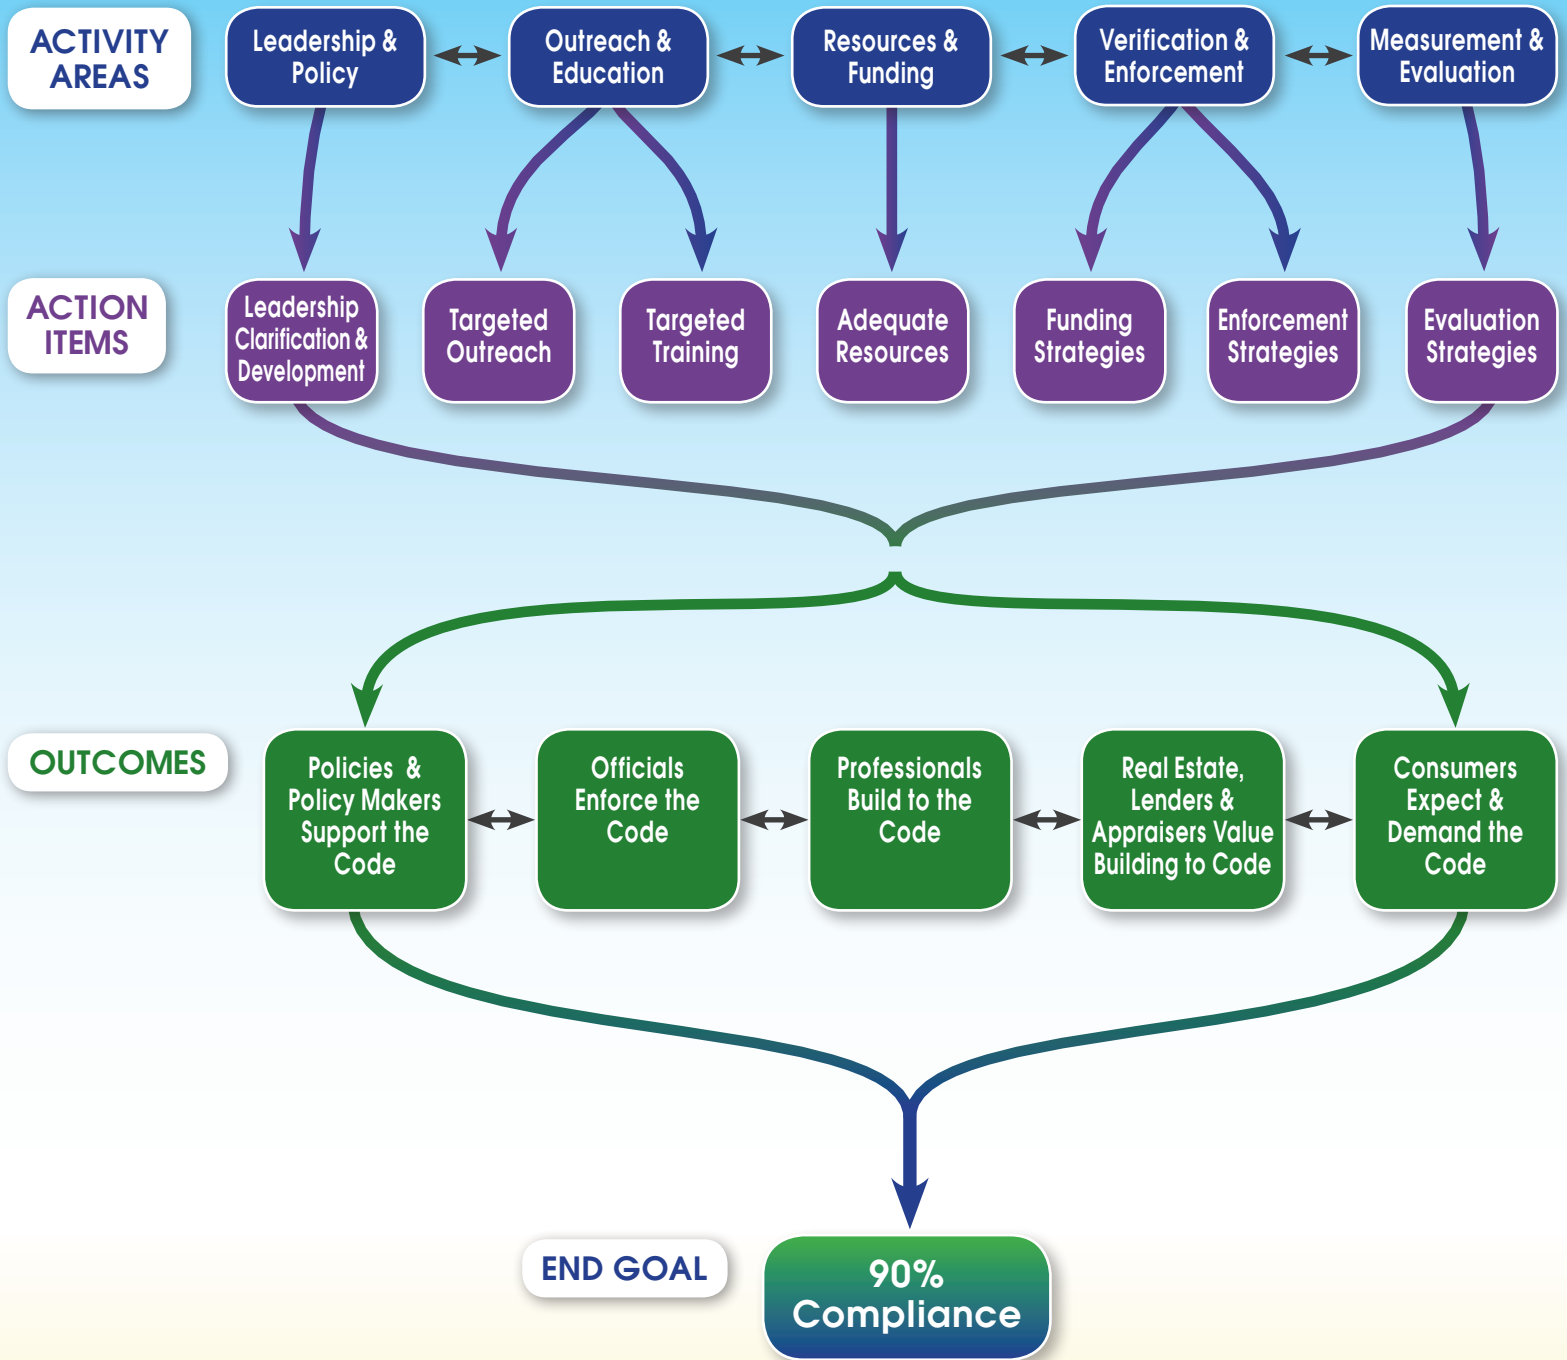 ACTIVITY
AREAS
Leadership &
Policy
Outreach &
Education
Resources &
Funding
Verification &
Enforcement
Measurement &
Evaluation
ACTION
ITEMS
Leadership
Clarification &
Development
Targeted
Outreach
Targeted
Training
Adequate
Resources
Funding
Strategies
Enforcement
Strategies
Evaluation
Strategies
OUTCOMES
Policies &
Policy Makers
Support the
Code
Officials
Enforce the
Code
Professionals
Build to the
Code
Real Estate,
Lenders &
Appraisers Value
Building to Code
Consumers
Expect &
Demand the
Code
END GOAL
90%
Compliance